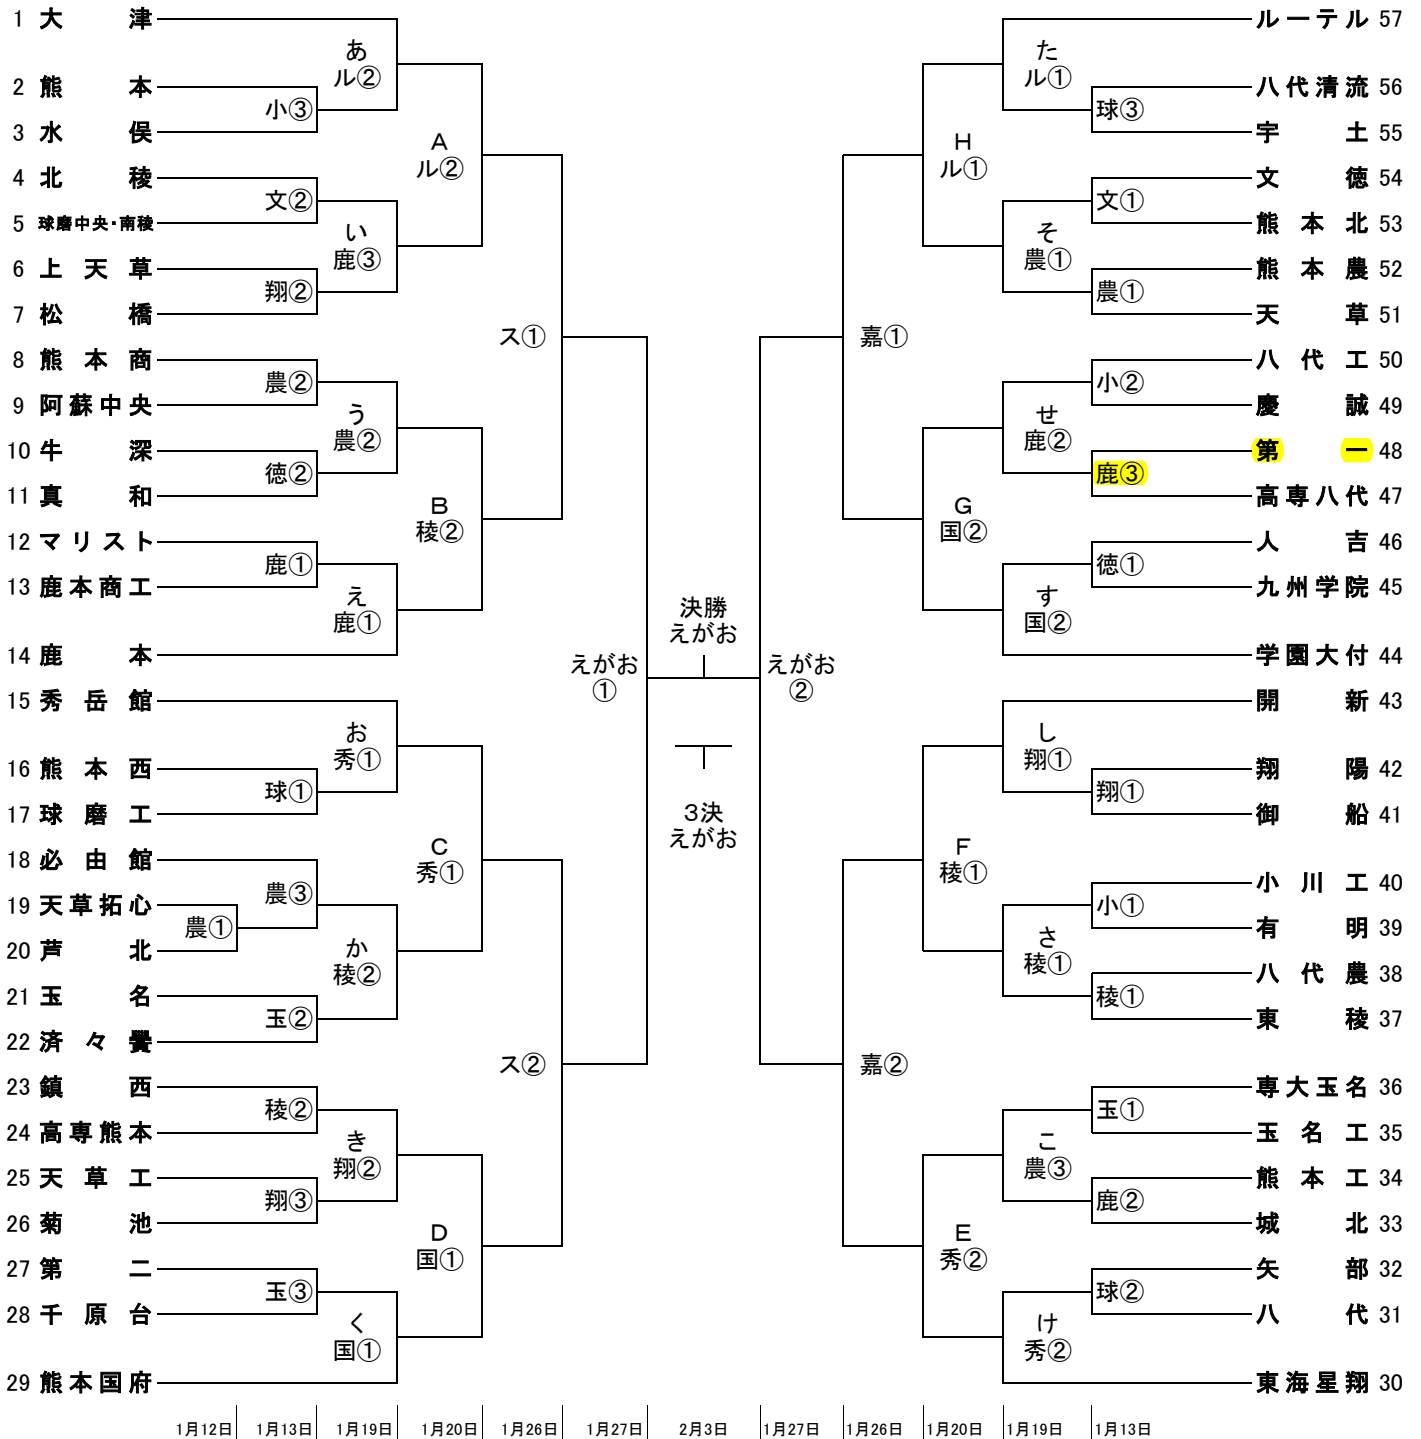 1 大津
2 熊本
3 水俣
4 北稜
5 球磨中央・南稜
6 上天草
7 松橋
8 熊本商
9 阿蘇中央
10 牛深
11 真和
12 マリスト
13 鹿本商工
14 鹿本
15 秀岳館
16 熊本西
17 球磨工
18 必由館
19 天草拓心
20 芦北
21 玉名
22 済々黌
23 鎮西
24 高専熊本
25 天草工
26 菊池
27 第二
28 千原台
29 熊本国府
農①
小③
文②
翔②
農②
徳②
鹿①
球①
農③
玉②
稜②
翔③
玉③
あ
ル②
い
鹿③
う
農②
え
鹿①
お
秀①
か
稜②
き
翔②
く
国①
A
ル②
B
稜②
C
秀①
D
国①
ス①
ス②
えがお
①
決勝
えがお
3決
えがお
えがお
②
嘉①
嘉②
H
ル①
G
国②
F
稜①
E
秀②
た
ル①
そ
農①
せ
鹿②
す
国②
し
翔①
さ
稜①
こ
農③
け
秀②
球③
文①
農①
小②
鹿③
徳①
翔①
小①
稜①
玉①
鹿②
球②
ルーテル 57
八代清流 56
宇土 55
文徳 54
熊本北 53
熊本農 52
天草 51
八代工 50
慶誠 49
第一 48
高専八代 47
人吉 46
九州学院 45
学園大付 44
開新 43
翔陽 42
御船 41
小川工 40
有明 39
八代農 38
東稜 37
専大玉名 36
玉名工 35
熊本工 34
城北 33
矢部 32
八代 31
東海星翔 30
1月12日 1月13日 1月19日 1月20日 1月26日 1月27日 2月3日 1月27日 1月26日 1月20日 1月19日 1月13日